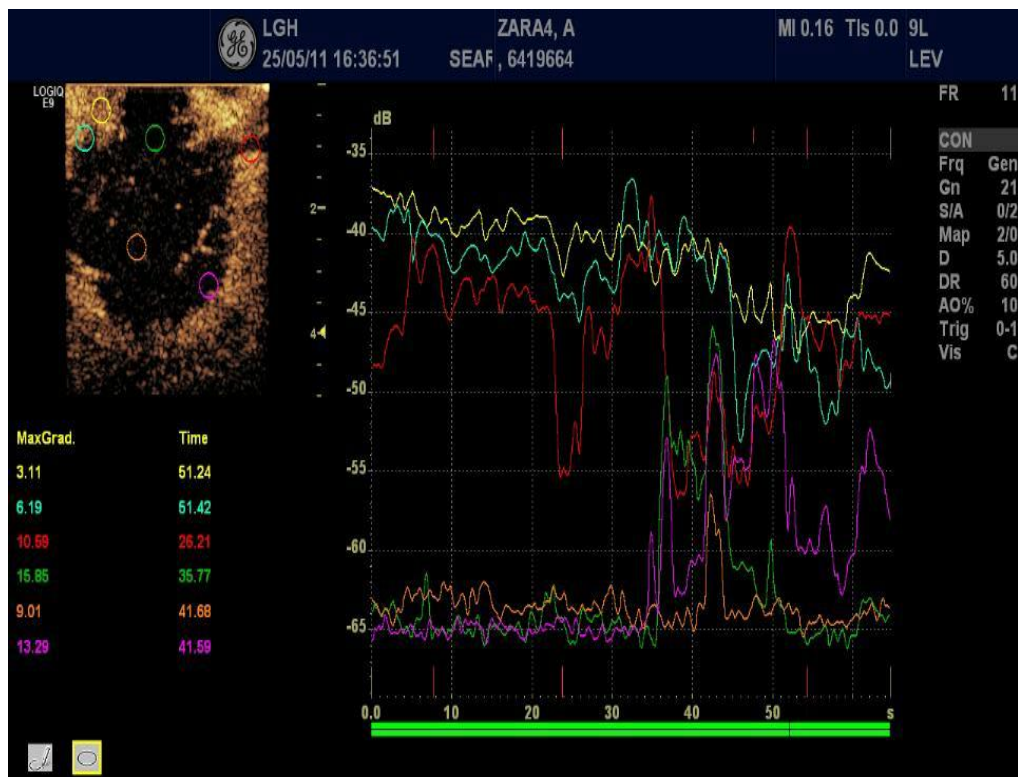 LGH ZARA4, A MI 0.16 TIs 0.0 9L
25/05/11 16:36:51 SEAR , 6419664 LEV
LOGIQ
E9
2
4
FR 11
CON
Frq Gen
Gn 21
S/A 0/2
Map 2/0
D 5.0
DR 60
AO% 10
Trig 0-1
Vis C
dB
-35
-40
-45
-50
-55
-60
-65
0.0 10 20 30 40 50 s
MaxGrad. Time
3.11 51.24
6.19 51.42
10.59 26.21
15.85 35.77
9.01 41.68
13.29 41.59